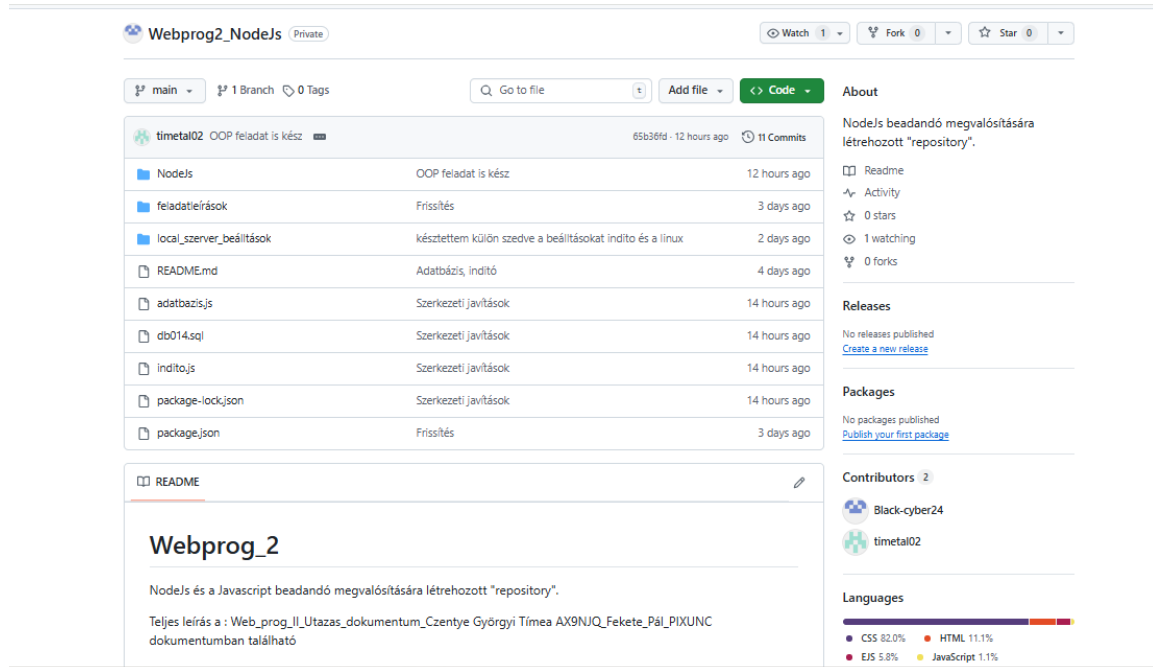 Webprog2_NodeJs Private
Watch 1 Fork 0 Star 0
main 1 Branch 0 Tags Go to file t Add file Code
timetal02 OOP feladat is kész 65b36fd · 12 hours ago 11 Commits
NodeJs OOP feladat is kész 12 hours ago
feladatleírások Frissítés 3 days ago
local_szerver_beálltások késztettem külön szedve a beálltásokat indito és a linux 2 days ago
README.md Adatbázis, inditó 4 days ago
adatbazis.js Szerkezeti javítások 14 hours ago
db014.sql Szerkezeti javítások 14 hours ago
indito.js Szerkezeti javítások 14 hours ago
package-lock.json Szerkezeti javítások 14 hours ago
package.json Frissítés 3 days ago
README
Webprog_2
NodeJs és a Javascript beadandó megvalósítására létrehozott "repository".
Teljes leírás a : Web_prog_II_Utazas_dokumentum_Czentye Györgyi Tímea AX9NJQ_Fekete_Pál_PIXUNC
dokumentumban található
About
NodeJs beadandó megvalósítására
létrehozott "repository".
Readme
Activity
0 stars
1 watching
0 forks
Releases
No releases published
Create a new release
Packages
No packages published
Publish your first package
Contributors 2
Black-cyber24
timetal02
Languages
CSS 82.0% HTML 11.1%
EJS 5.8% JavaScript 1.1%